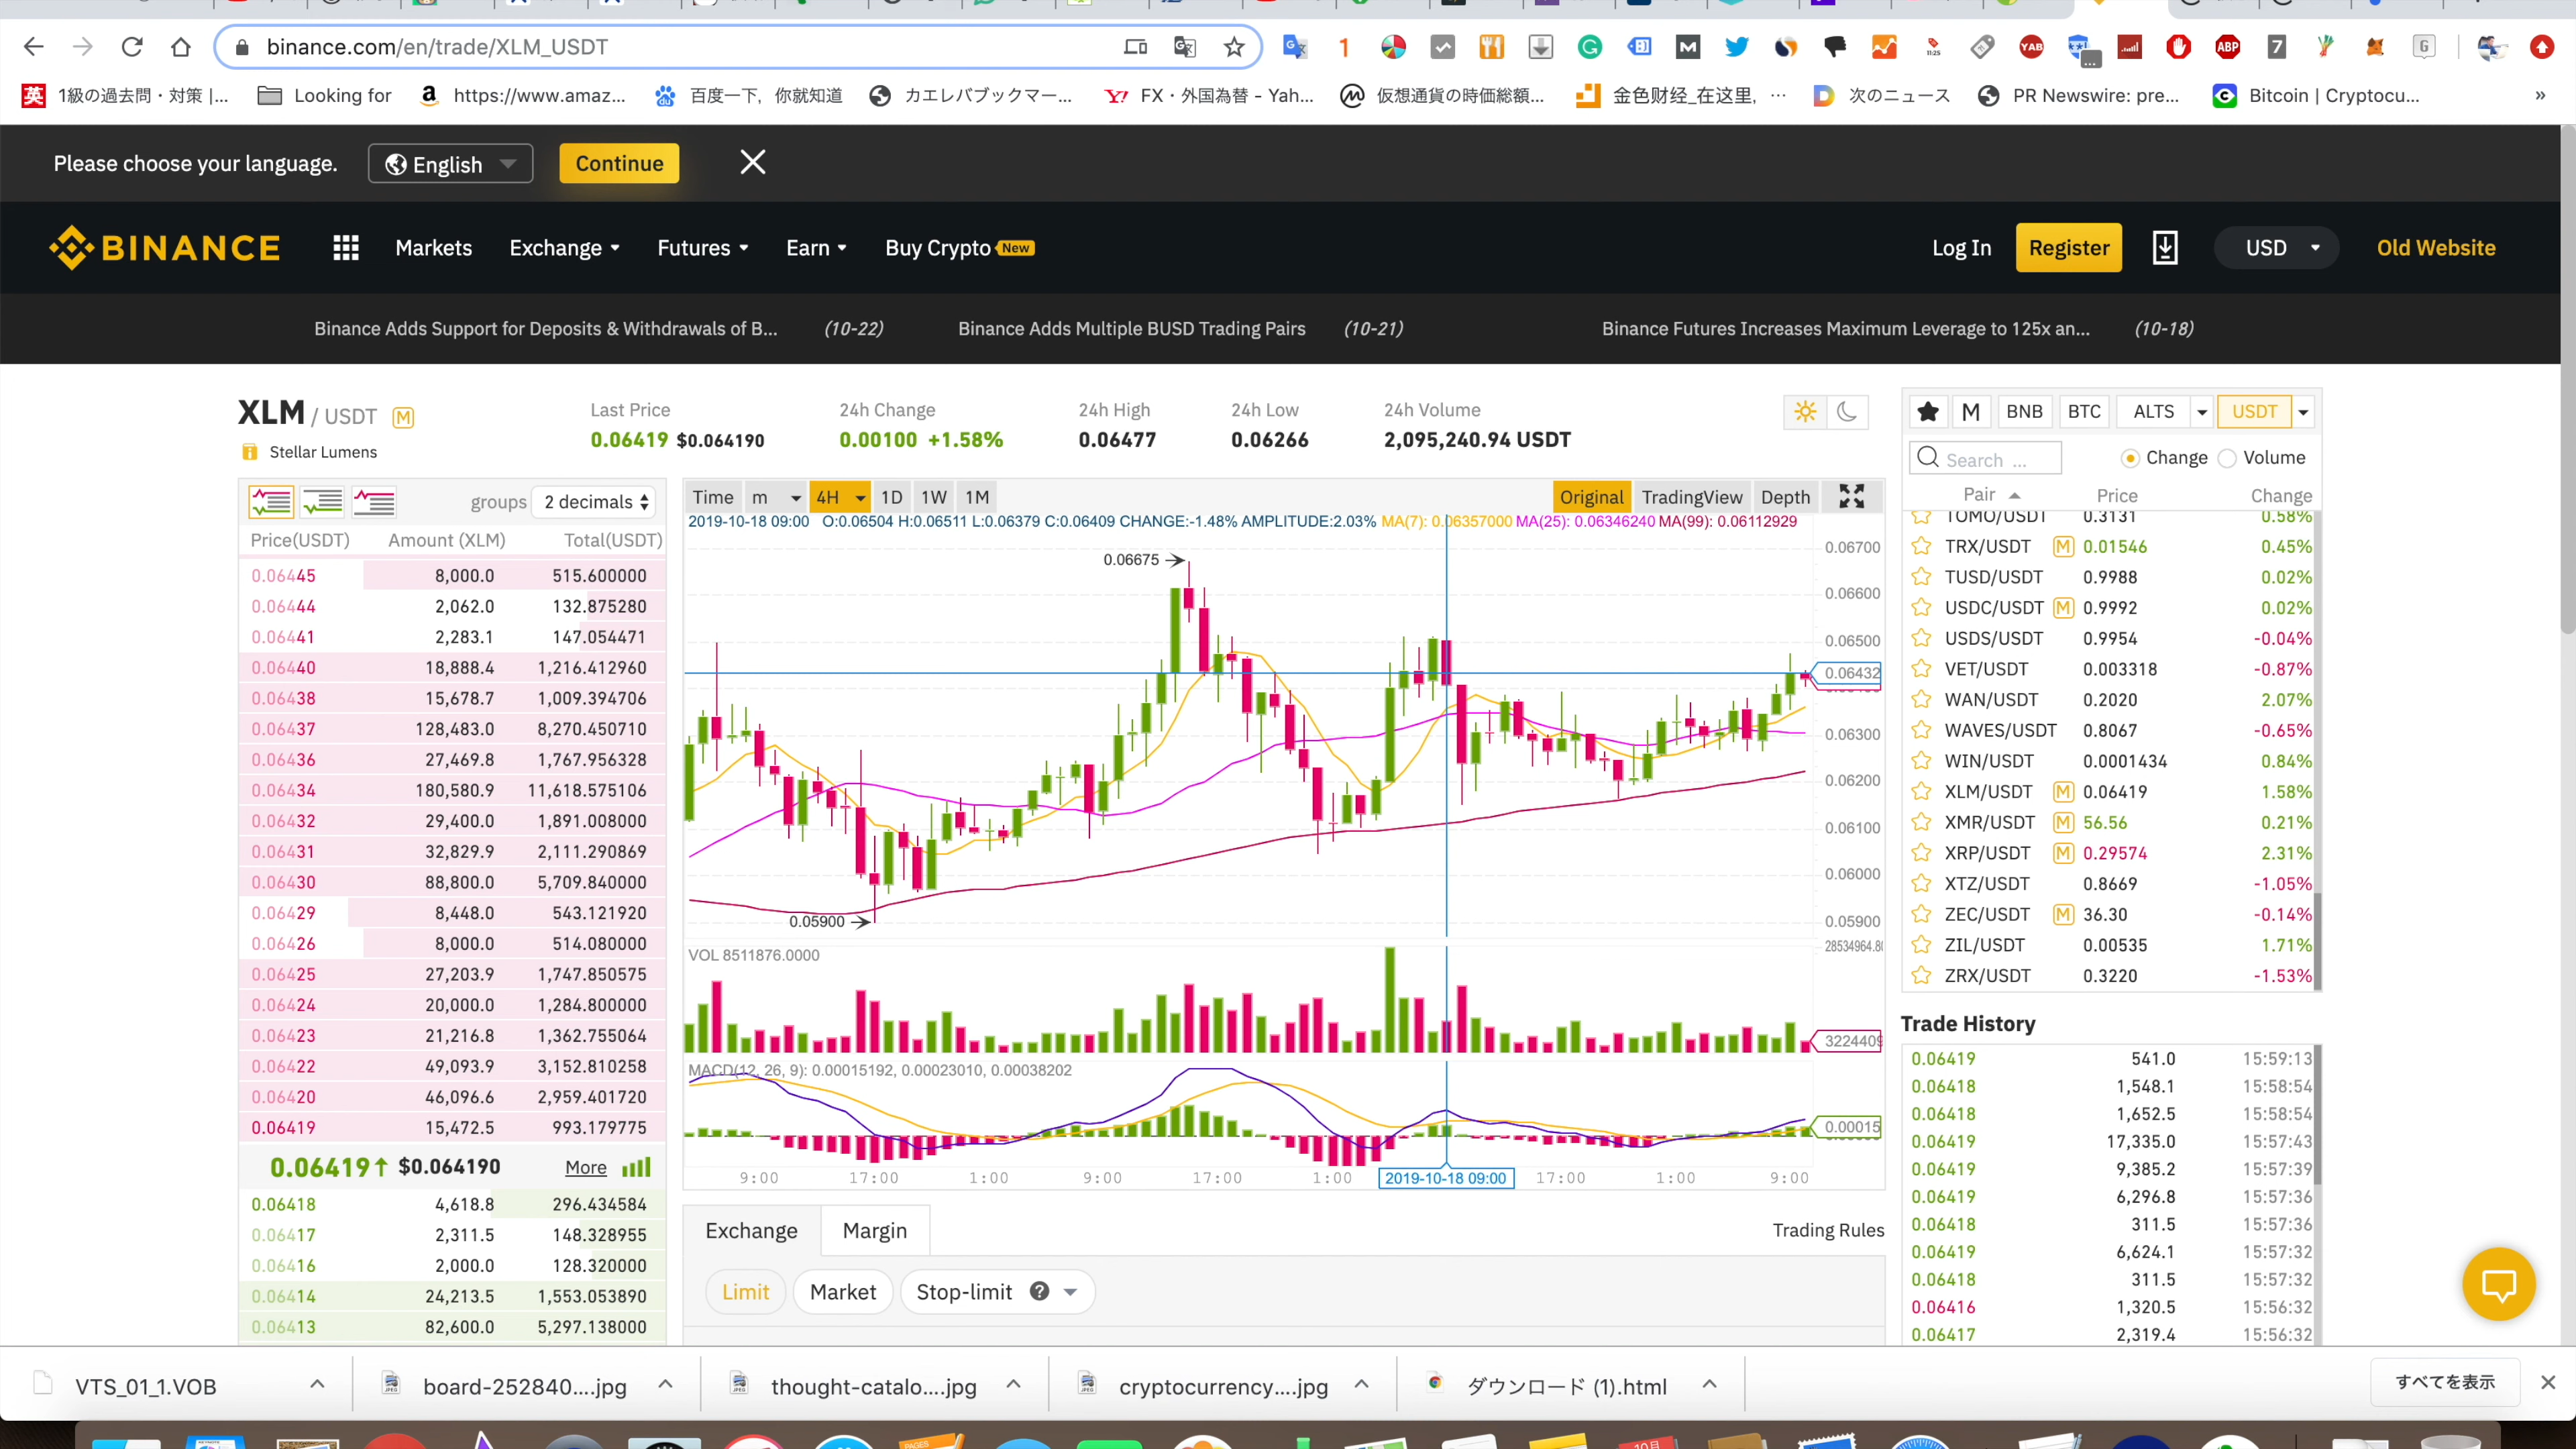 binance.com/en/trade/XLM_USDT
1級の過去問・対策 |... Looking for https://www.amaz... 百度一下，你就知道 カエレバブックマー... FX・外国為替 - Yah... 仮想通貨の時価総額... 金色财经_在这里, ... 次のニュース PR Newswire: pre... Bitcoin | Cryptocu... »
Please choose your language. English Continue
BINANCE Markets Exchange Futures Earn Buy Crypto New Log In Register USD Old Website
Binance Adds Support for Deposits & Withdrawals of B... (10-22) Binance Adds Multiple BUSD Trading Pairs (10-21) Binance Futures Increases Maximum Leverage to 125x an... (10-18)
XLM / USDT M
Stellar Lumens
Last Price
0.06419 $0.064190
24h Change
0.00100 +1.58%
24h High
0.06477
24h Low
0.06266
24h Volume
2,095,240.94 USDT
groups 2 decimals
Price(USDT) Amount (XLM) Total(USDT)
0.06445 8,000.0 515.600000
0.06444 2,062.0 132.875280
0.06441 2,283.1 147.054471
0.06440 18,888.4 1,216.412960
0.06438 15,678.7 1,009.394706
0.06437 128,483.0 8,270.450710
0.06436 27,469.8 1,767.956328
0.06434 180,580.9 11,618.575106
0.06432 29,400.0 1,891.008000
0.06431 32,829.9 2,111.290869
0.06430 88,800.0 5,709.840000
0.06429 8,448.0 543.121920
0.06426 8,000.0 514.080000
0.06425 27,203.9 1,747.850575
0.06424 20,000.0 1,284.800000
0.06423 21,216.8 1,362.755064
0.06422 49,093.9 3,152.810258
0.06420 46,096.6 2,959.401720
0.06419 15,472.5 993.179775
0.06419↑ $0.064190 More
0.06418 4,618.8 296.434584
0.06417 2,311.5 148.328955
0.06416 2,000.0 128.320000
0.06414 24,213.5 1,553.053890
0.06413 82,600.0 5,297.138000
Time m 4H 1D 1W 1M Original TradingView Depth
2019-10-18 09:00 O:0.06504 H:0.06511 L:0.06379 C:0.06409 CHANGE:-1.48% AMPLITUDE:2.03% MA(7): 0.06357000 MA(25): 0.06346240 MA(99): 0.06112929
0.06675
0.05900
0.06700
0.06600
0.06500
0.06432
0.06300
0.06200
0.06100
0.06000
0.05900
VOL 8511876.0000
28534964.80
3224409
MACD(12, 26, 9): 0.00015192, 0.00023010, 0.00038202
0.00015
9:00 17:00 1:00 9:00 17:00 1:00 2019-10-18 09:00 17:00 1:00 9:00
Exchange Margin Trading Rules
Limit Market Stop-limit ?
M BNB BTC ALTS USDT
Search ... Change Volume
Pair Price Change
TOMO/USDT 0.3131 0.58%
TRX/USDT M 0.01546 0.45%
TUSD/USDT 0.9988 0.02%
USDC/USDT M 0.9992 0.02%
USDS/USDT 0.9954 -0.04%
VET/USDT 0.003318 -0.87%
WAN/USDT 0.2020 2.07%
WAVES/USDT 0.8067 -0.65%
WIN/USDT 0.0001434 0.84%
XLM/USDT M 0.06419 1.58%
XMR/USDT M 56.56 0.21%
XRP/USDT M 0.29574 2.31%
XTZ/USDT 0.8669 -1.05%
ZEC/USDT M 36.30 -0.14%
ZIL/USDT 0.00535 1.71%
ZRX/USDT 0.3220 -1.53%
Trade History
0.06419 541.0 15:59:13
0.06418 1,548.1 15:58:54
0.06418 1,652.5 15:58:54
0.06419 17,335.0 15:57:43
0.06419 9,385.2 15:57:39
0.06419 6,296.8 15:57:36
0.06418 311.5 15:57:36
0.06419 6,624.1 15:57:32
0.06418 311.5 15:57:32
0.06416 1,320.5 15:56:32
0.06417 2,319.4 15:56:32
VTS_01_1.VOB board-252840....jpg thought-catalo....jpg cryptocurrency....jpg ダウンロード (1).html すべてを表示